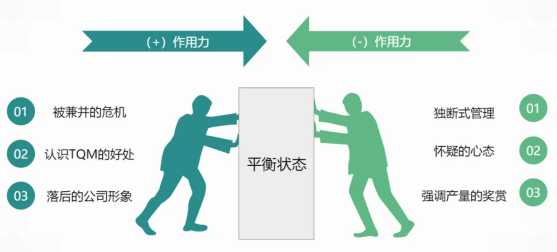 （+）作用力
（-）作用力
01 被兼并的危机
02 认识TQM的好处
03 落后的公司形象
平衡状态
独断式管理 01
怀疑的心态 02
强调产量的奖赏 03